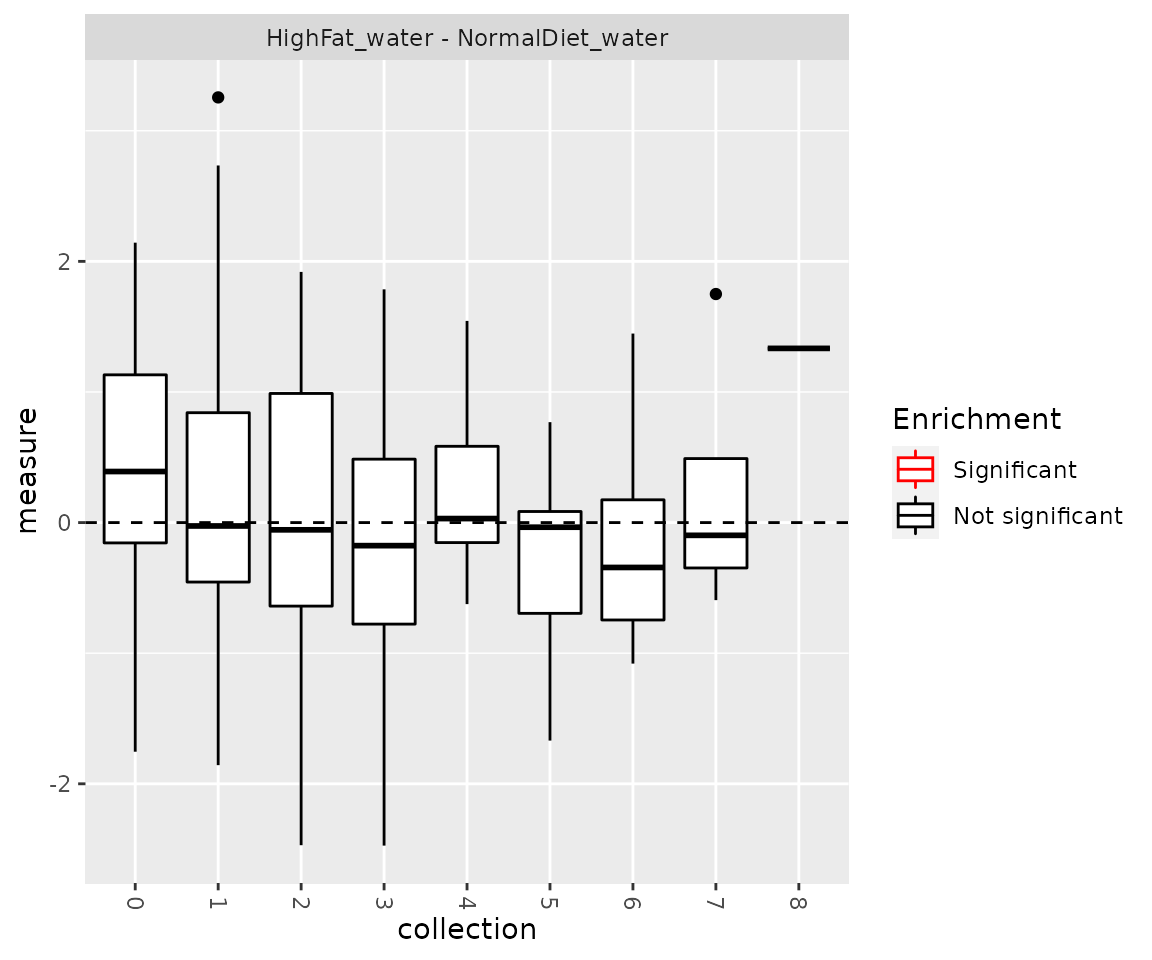 HighFat_water - NormalDiet_water
measure
2
0
-2
0 1 2 3 4 5 6 7 8
collection
Enrichment
Significant
Not significant